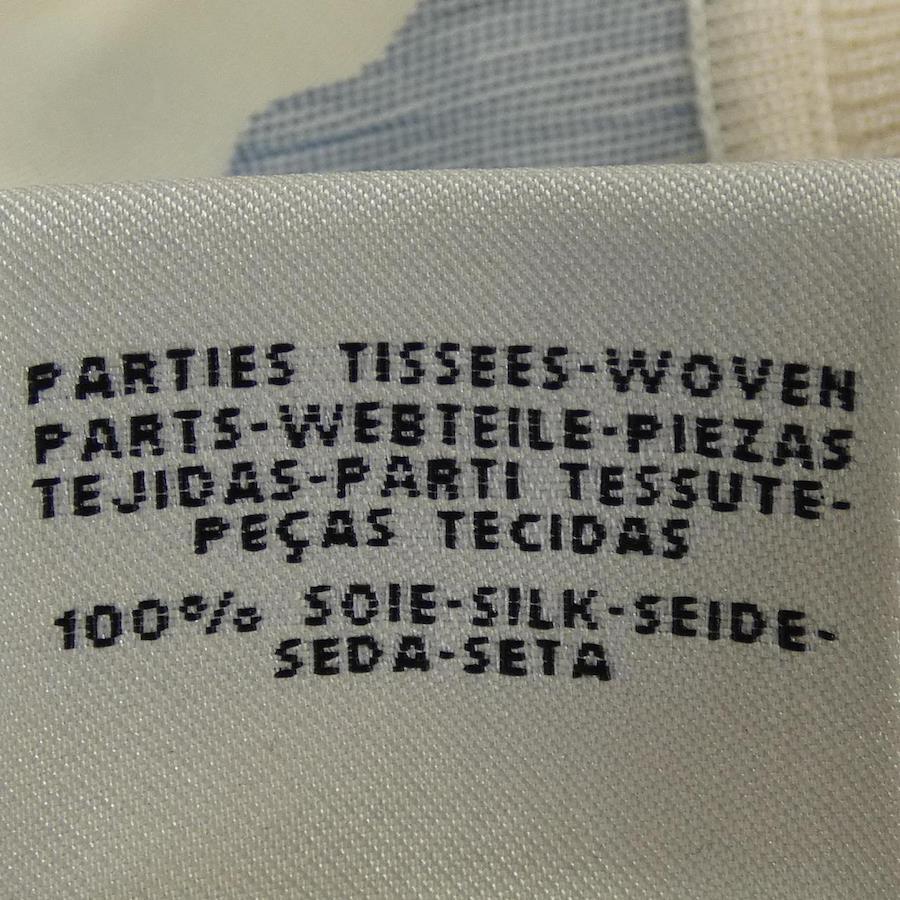 PARTIES TISSEES-WOVEN
PARTS-WEBTEILE-PIEZAS
TEJIDAS-PARTI TESSUTE-
PEÇAS TECIDAS
100% SOIE-SILK-SEIDE-
SEDA-SETA